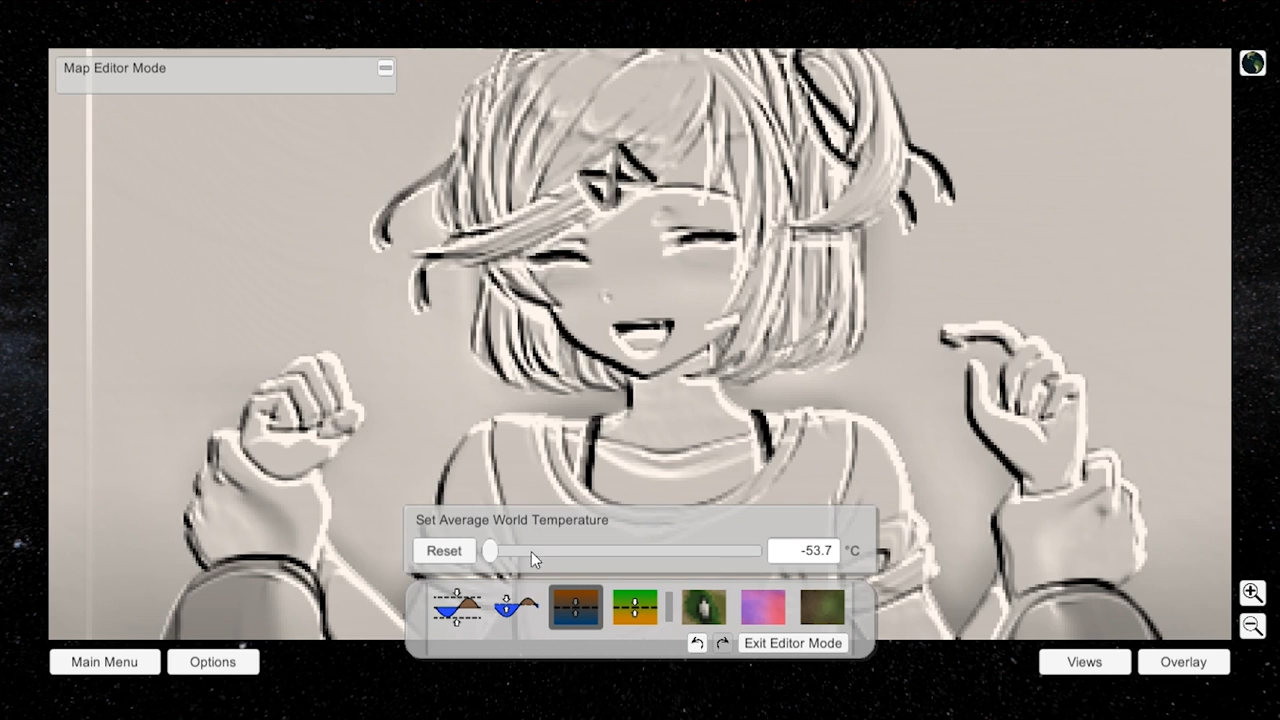 Map Editor Mode
Set Average World Temperature
Reset
-53.7 °C
Exit Editor Mode
Main Menu
Options
Views
Overlay